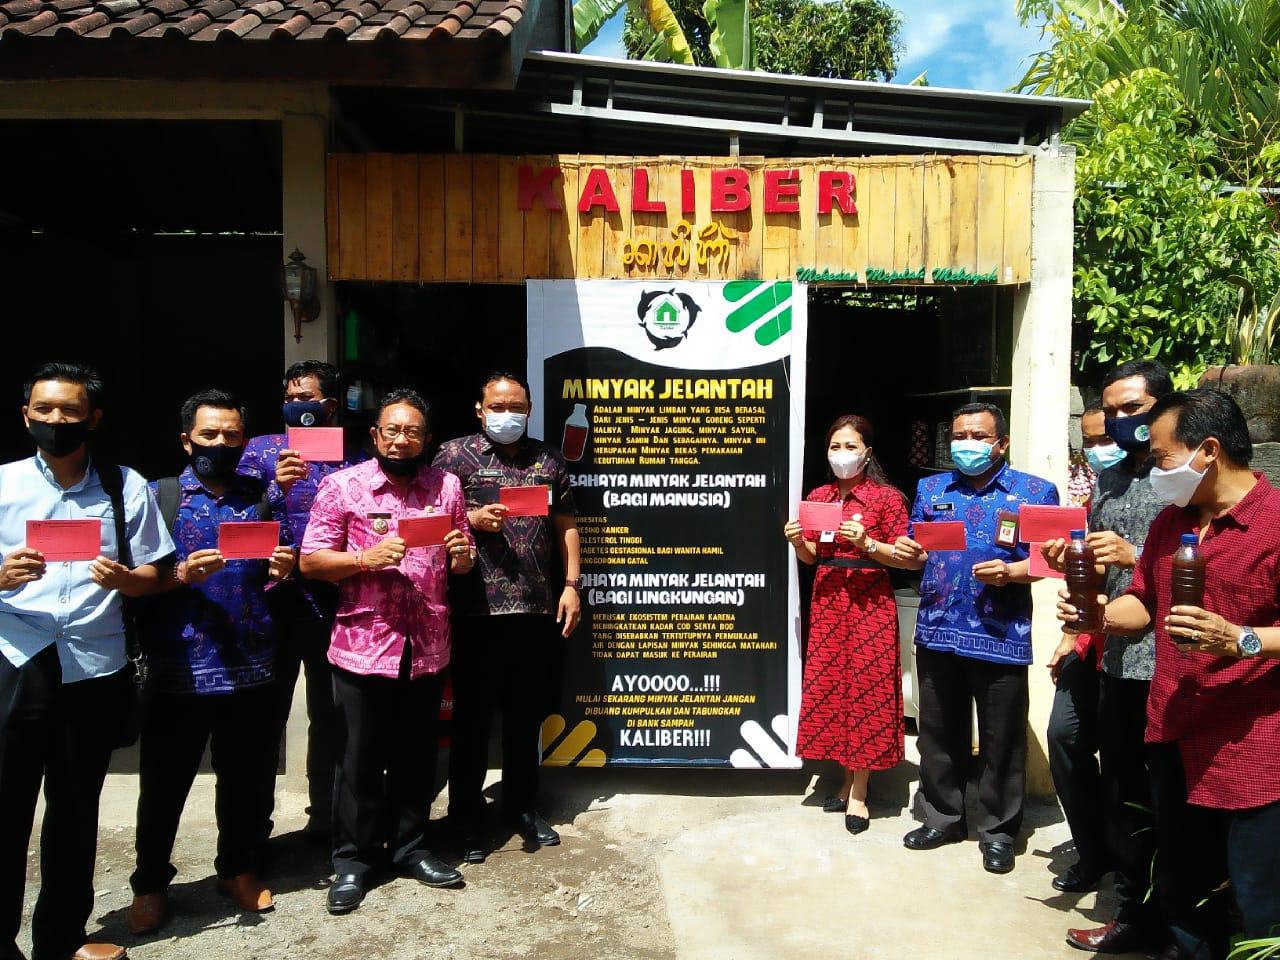 KALIBER
Mekedas Mepilah Mebayah
MINYAK JELANTAH
ADALAH MINYAK LIMBAH YANG BISA BERASAL
DARI JENIS – JENIS MINYAK GORENG SEPERTI
HALNYA MINYAK JAGUNG, MINYAK SAYUR,
MINYAK SAMIN DAN SEBAGAINYA. MINYAK INI
MERUPAKAN MINYAK BEKAS PEMAKAIAN
KEBUTUHAN RUMAH TANGGA.
BAHAYA MINYAK JELANTAH
(BAGI MANUSIA)
OBESITAS
RESIKO KANKER
KOLESTEROL TINGGI
DIABETES GESTASIONAL BAGI WANITA HAMIL
TENGGOROKAN GATAL
BAHAYA MINYAK JELANTAH
(BAGI LINGKUNGAN)
MERUSAK EKOSISTEM PERAIRAN KARENA
MENINGKATKAN KADAR COD SERTA BOD
YANG DISEBABKAN TERTUTUPNYA PERMUKAAN
AIR DENGAN LAPISAN MINYAK SEHINGGA MATAHARI
TIDAK DAPAT MASUK KE PERAIRAN
AYOOOO...!!!
MULAI SEKARANG MINYAK JELANTAH JANGAN
DIBUANG KUMPULKAN DAN TABUNGKAN
DI BANK SAMPAH
KALIBER!!!